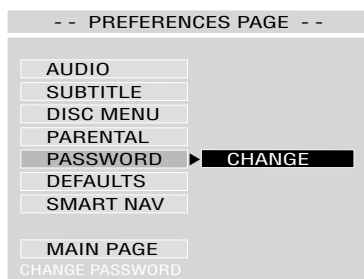 - - PREFERENCES PAGE - -
AUDIO
SUBTITLE
DISC MENU
PARENTAL
PASSWORD CHANGE
DEFAULTS
SMART NAV
MAIN PAGE
CHANGE PASSWORD